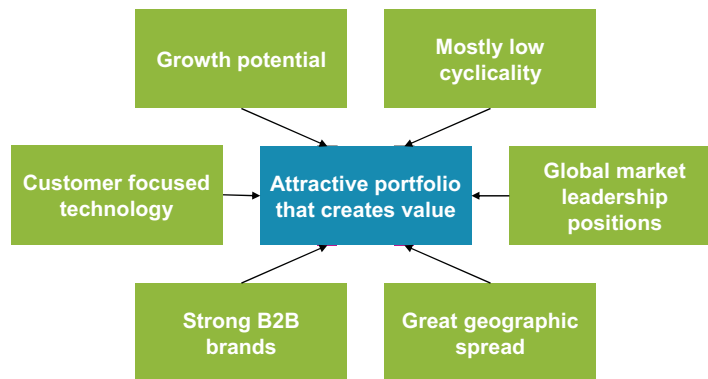 Growth potential
Mostly low
cyclicality
Customer focused
technology
Attractive portfolio
that creates value
Global market
leadership
positions
Strong B2B
brands
Great geographic
spread